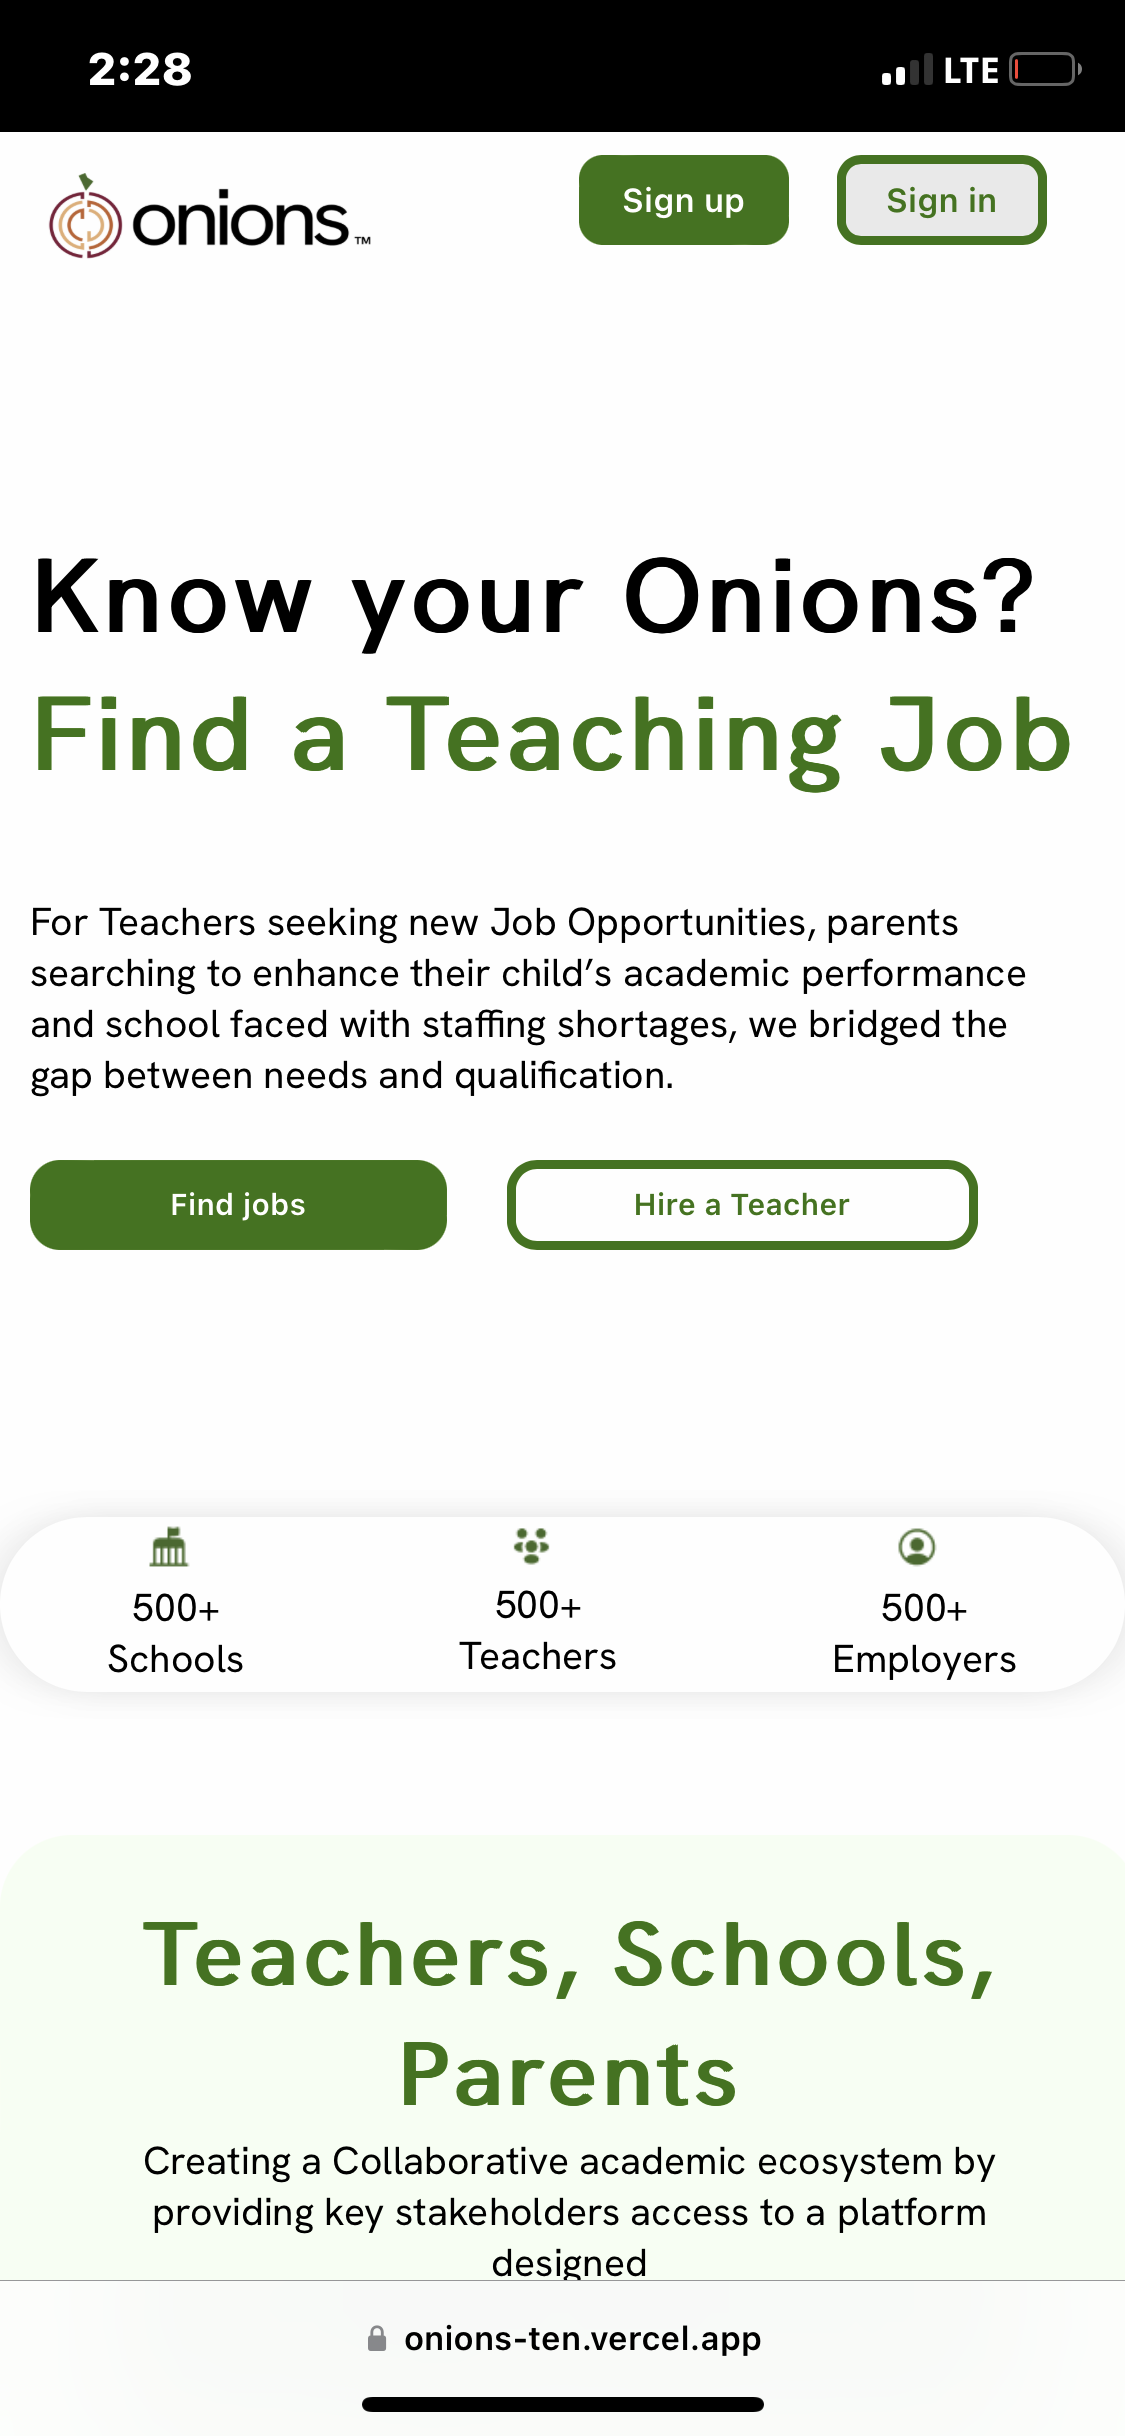 2:28
LTE
onions™
Sign up
Sign in
Know your Onions?
Find a Teaching Job
For Teachers seeking new Job Opportunities, parents
searching to enhance their child’s academic performance
and school faced with staffing shortages, we bridged the
gap between needs and qualification.
Find jobs
Hire a Teacher
500+
Schools
500+
Teachers
500+
Employers
Teachers, Schools,
Parents
Creating a Collaborative academic ecosystem by
providing key stakeholders access to a platform
designed
onions-ten.vercel.app